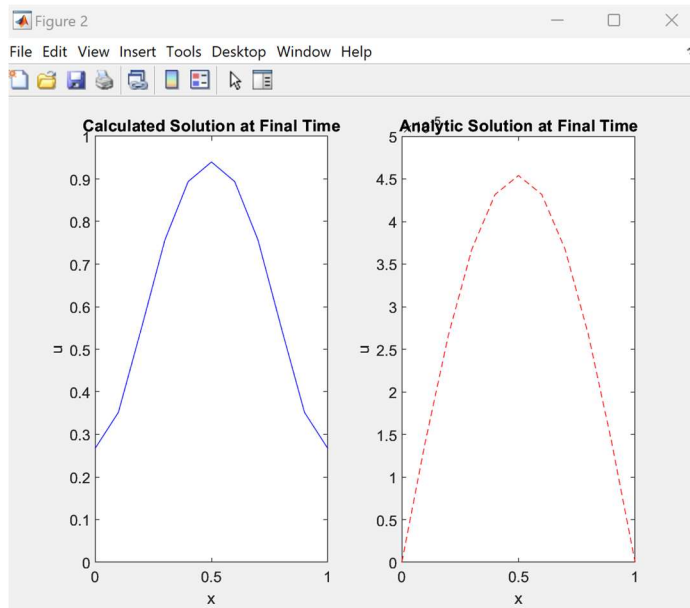 Figure 2
File Edit View Insert Tools Desktop Window Help
Calculated Solution at Final Time
1
0.9
0.8
0.7
0.6
0.5
0.4
0.3
0.2
0.1
0
u
0 0.5 1
x
Analytic Solution at Final Time
5
4.5
4
3.5
3
2.5
2
1.5
1
0.5
0
u
0 0.5 1
x